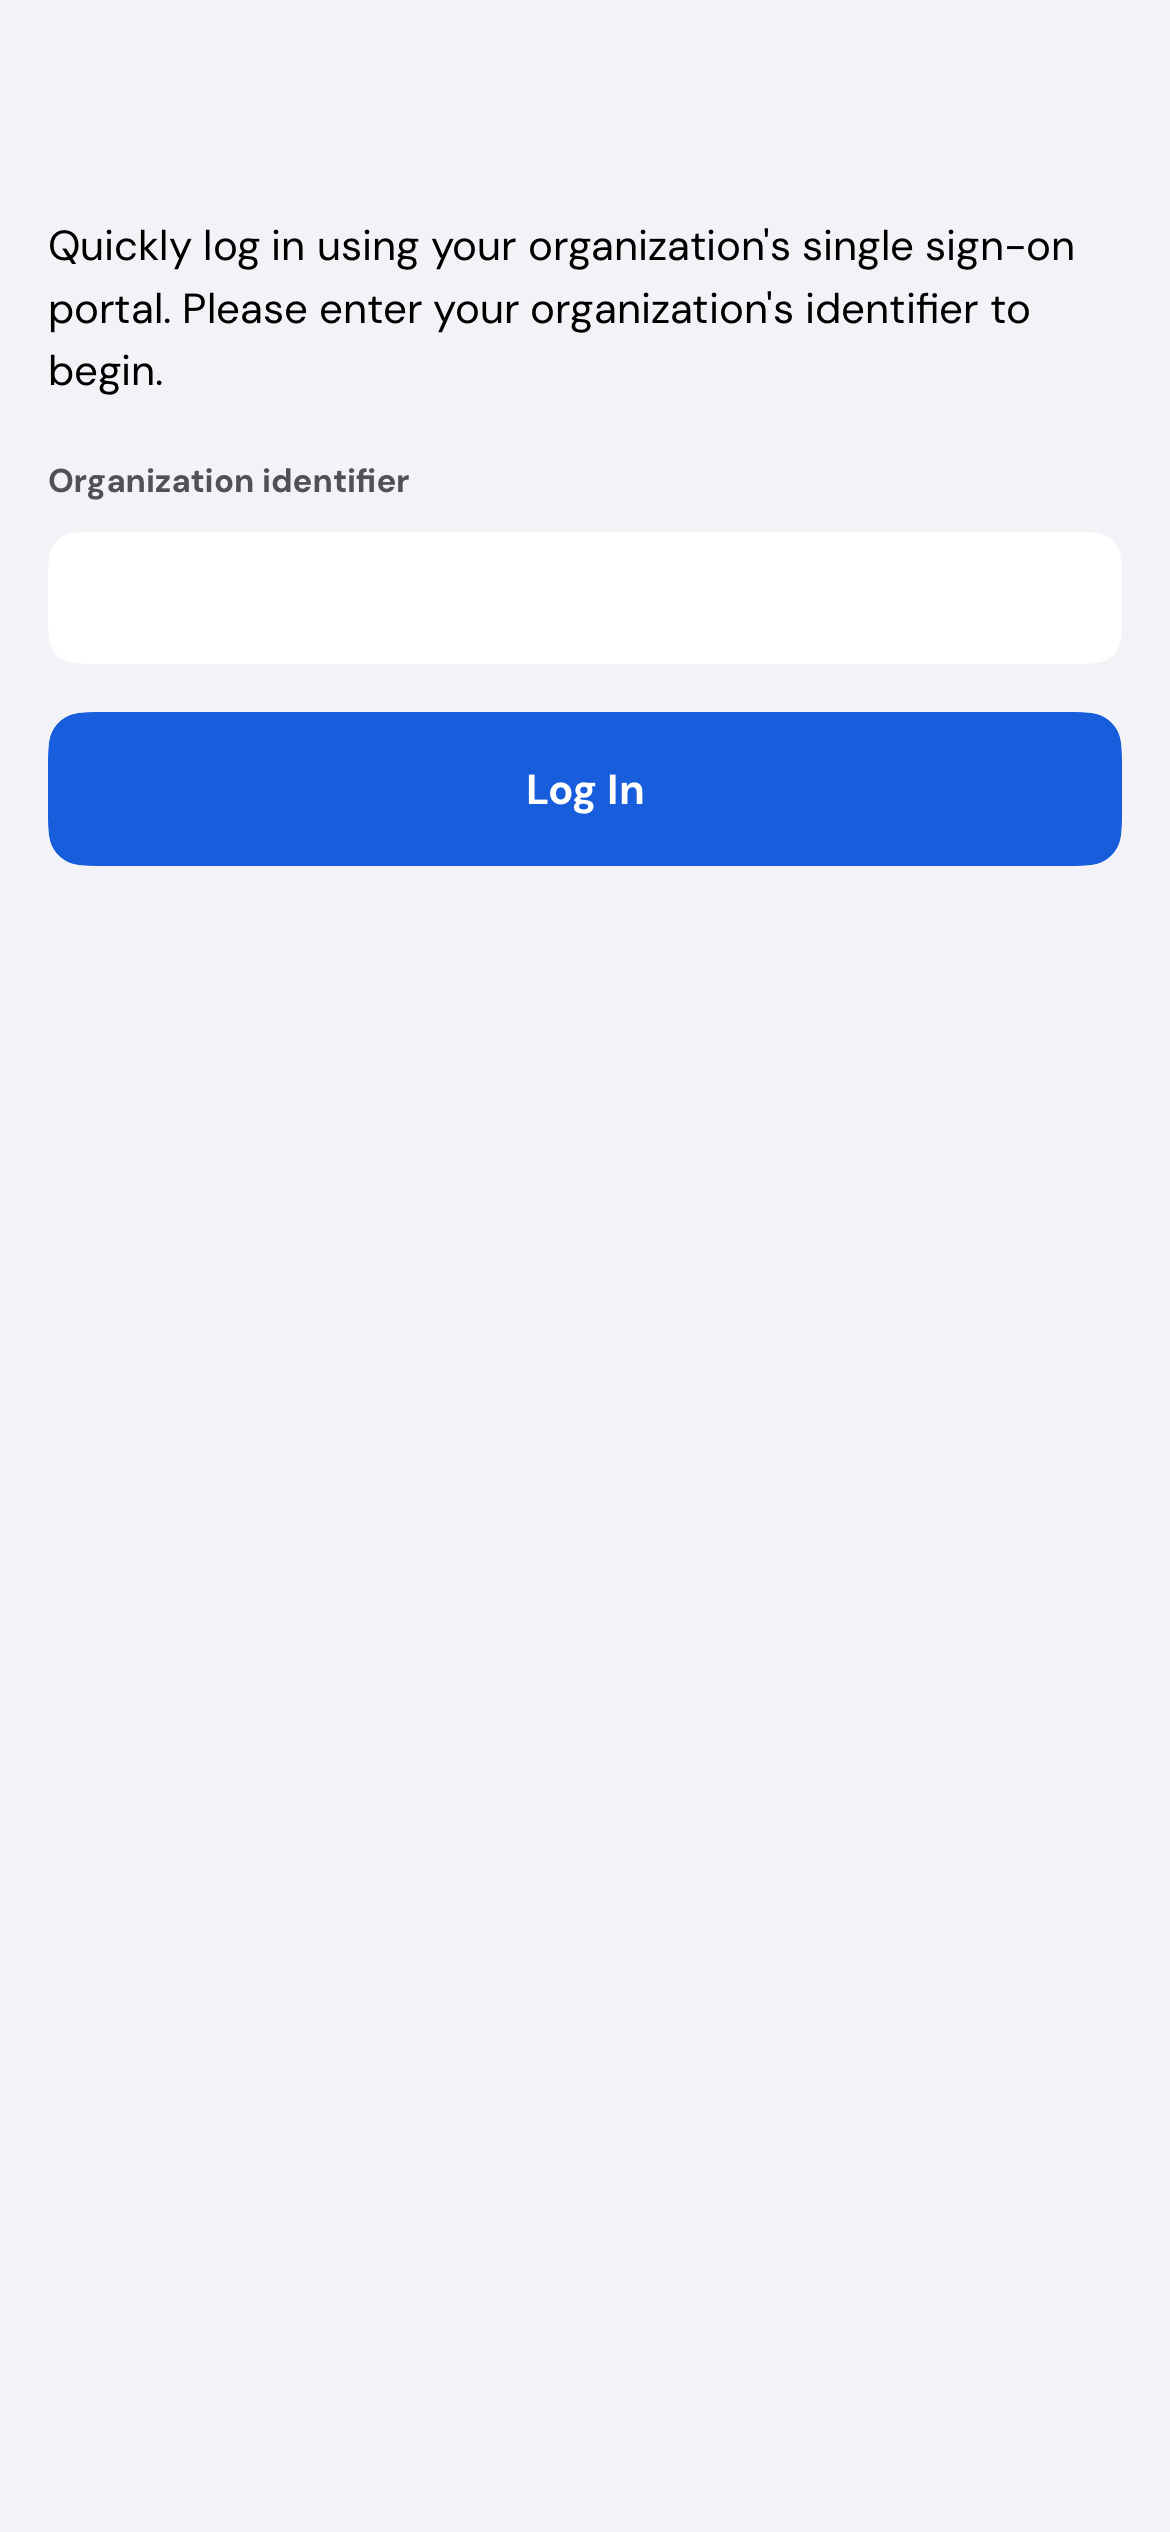 Quickly log in using your organization's single sign-on
portal. Please enter your organization's identifier to
begin.
Organization identifier
Log In